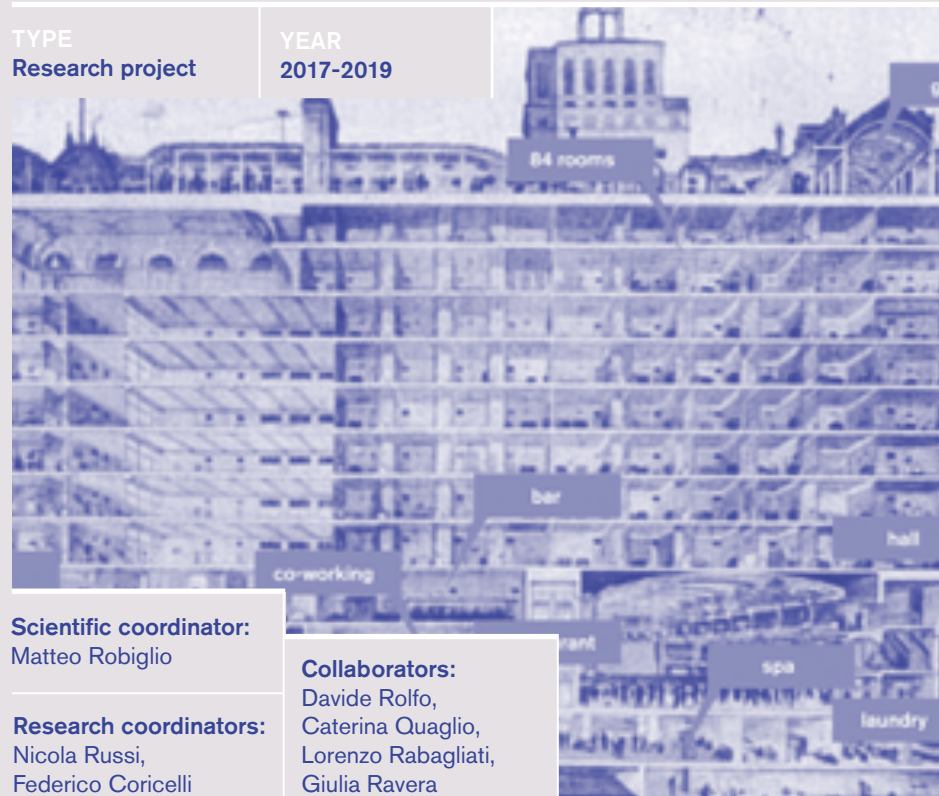 TYPE
Research project
YEAR
2017-2019
84 rooms
bar
hall
co-working
spa
laundry
Scientific coordinator:
Matteo Robiglio
Research coordinators:
Nicola Russi,
Federico Coricelli
Collaborators:
Davide Rolfo,
Caterina Quaglio,
Lorenzo Rabagliati,
Giulia Ravera